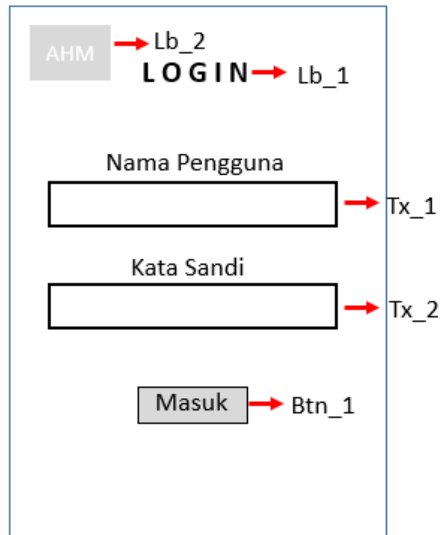 AHM
Lb_2
LOGIN
Lb_1
Nama Pengguna
Tx_1
Kata Sandi
Tx_2
Masuk
Btn_1